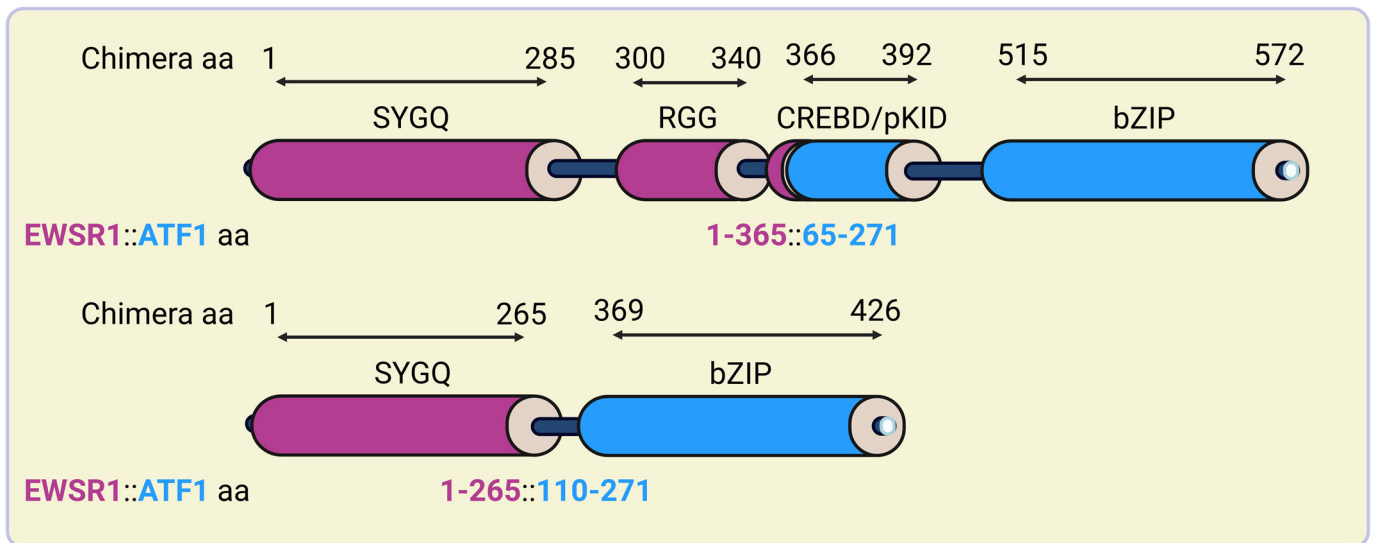 Chimera aa 1 285 300 340 366 392 515 572
SYGQ RGG CREBD/pKID bZIP
EWSR1::ATF1 aa 1-365::65-271
Chimera aa 1 265 369 426
SYGQ bZIP
EWSR1::ATF1 aa 1-265::110-271